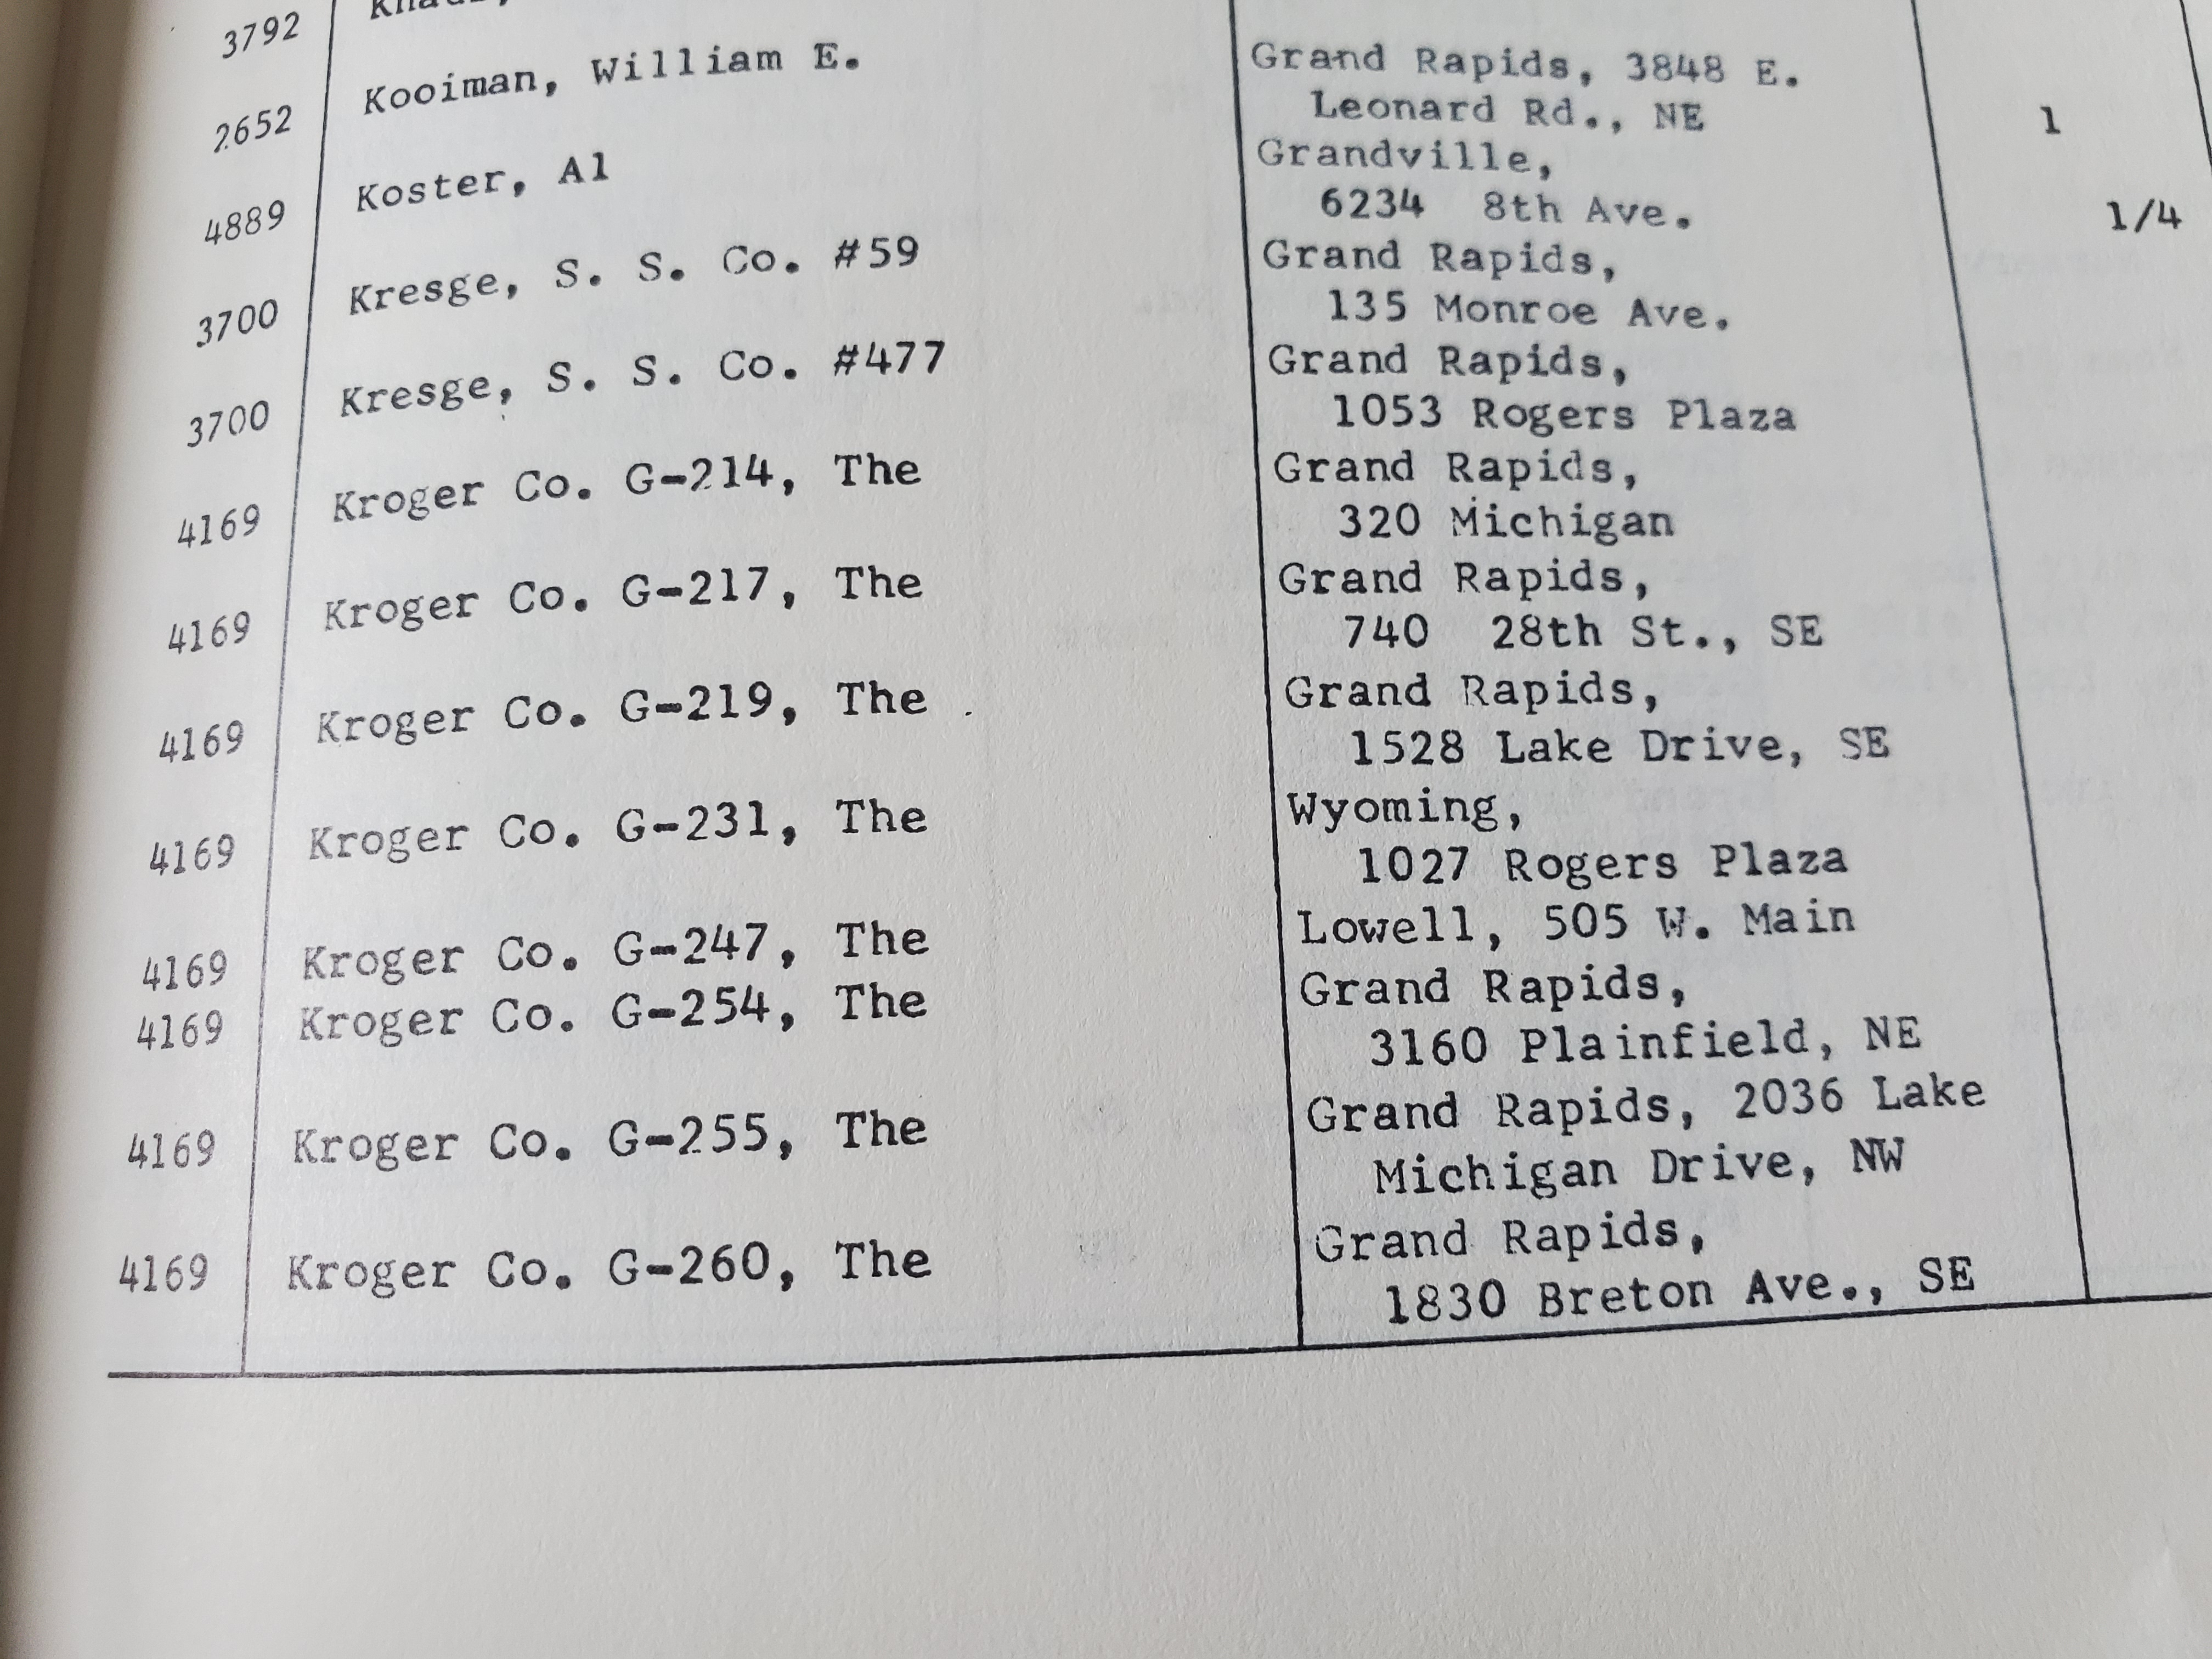 3792
2652 Kooiman, William E. Grand Rapids, 3848 E.
Leonard Rd., NE 1
4889 Koster, Al Grandville,
6234 8th Ave. 1/4
3700 Kresge, S. S. Co. #59 Grand Rapids,
135 Monroe Ave.
3700 Kresge, S. S. Co. #477 Grand Rapids,
1053 Rogers Plaza
4169 Kroger Co. G-214, The Grand Rapids,
320 Michigan
4169 Kroger Co. G-217, The Grand Rapids,
740 28th St., SE
4169 Kroger Co. G-219, The Grand Rapids,
1528 Lake Drive, SE
4169 Kroger Co. G-231, The Wyoming,
1027 Rogers Plaza
4169 Kroger Co. G-247, The Lowell, 505 W. Main
4169 Kroger Co. G-254, The Grand Rapids,
3160 Plainfield, NE
4169 Kroger Co. G-255, The Grand Rapids, 2036 Lake
Michigan Drive, NW
4169 Kroger Co. G-260, The Grand Rapids,
1830 Breton Ave., SE